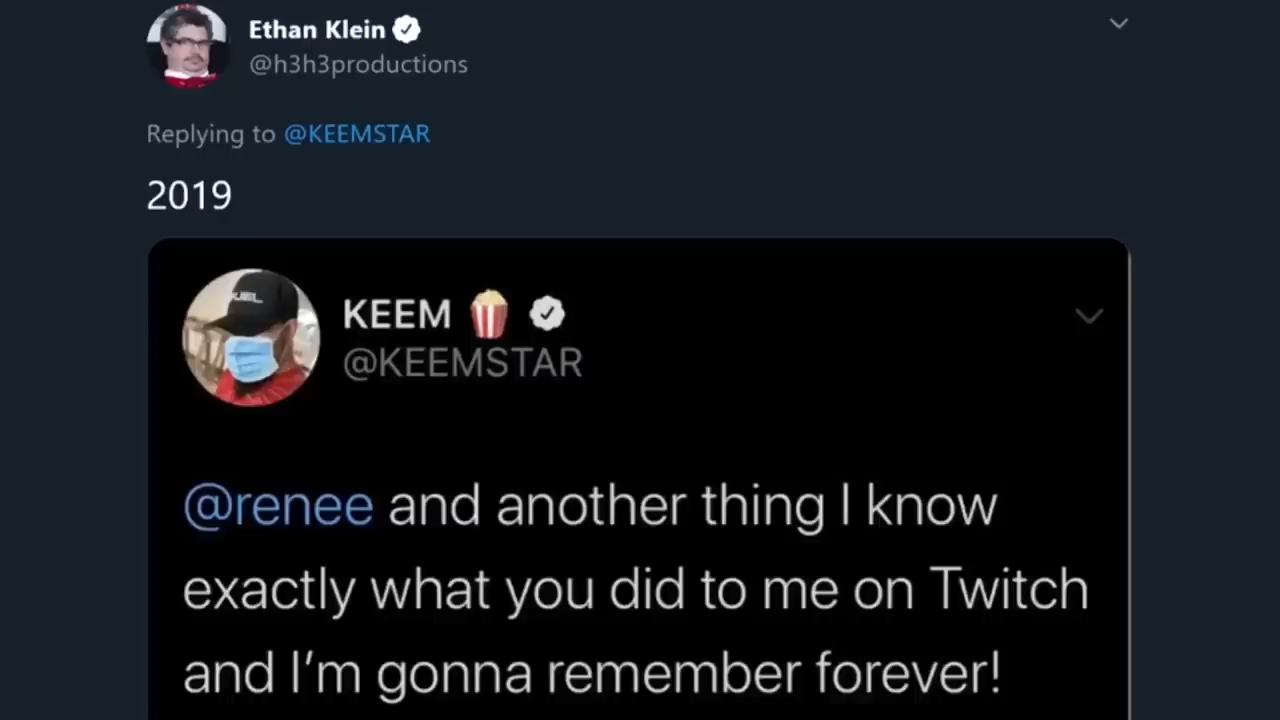 Ethan Klein
@h3h3productions
Replying to @KEEMSTAR
2019
KEEM 🍿
@KEEMSTAR
@renee and another thing I know
exactly what you did to me on Twitch
and I'm gonna remember forever!